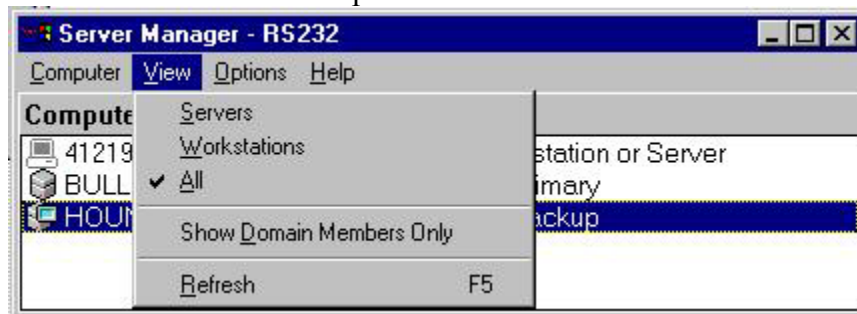 Server Manager - RS232
Computer View Options Help
Compute
Servers
41219
Workstations
station or Server
BULL
All
imary
HOUN
Show Domain Members Only
ackup
Refresh F5